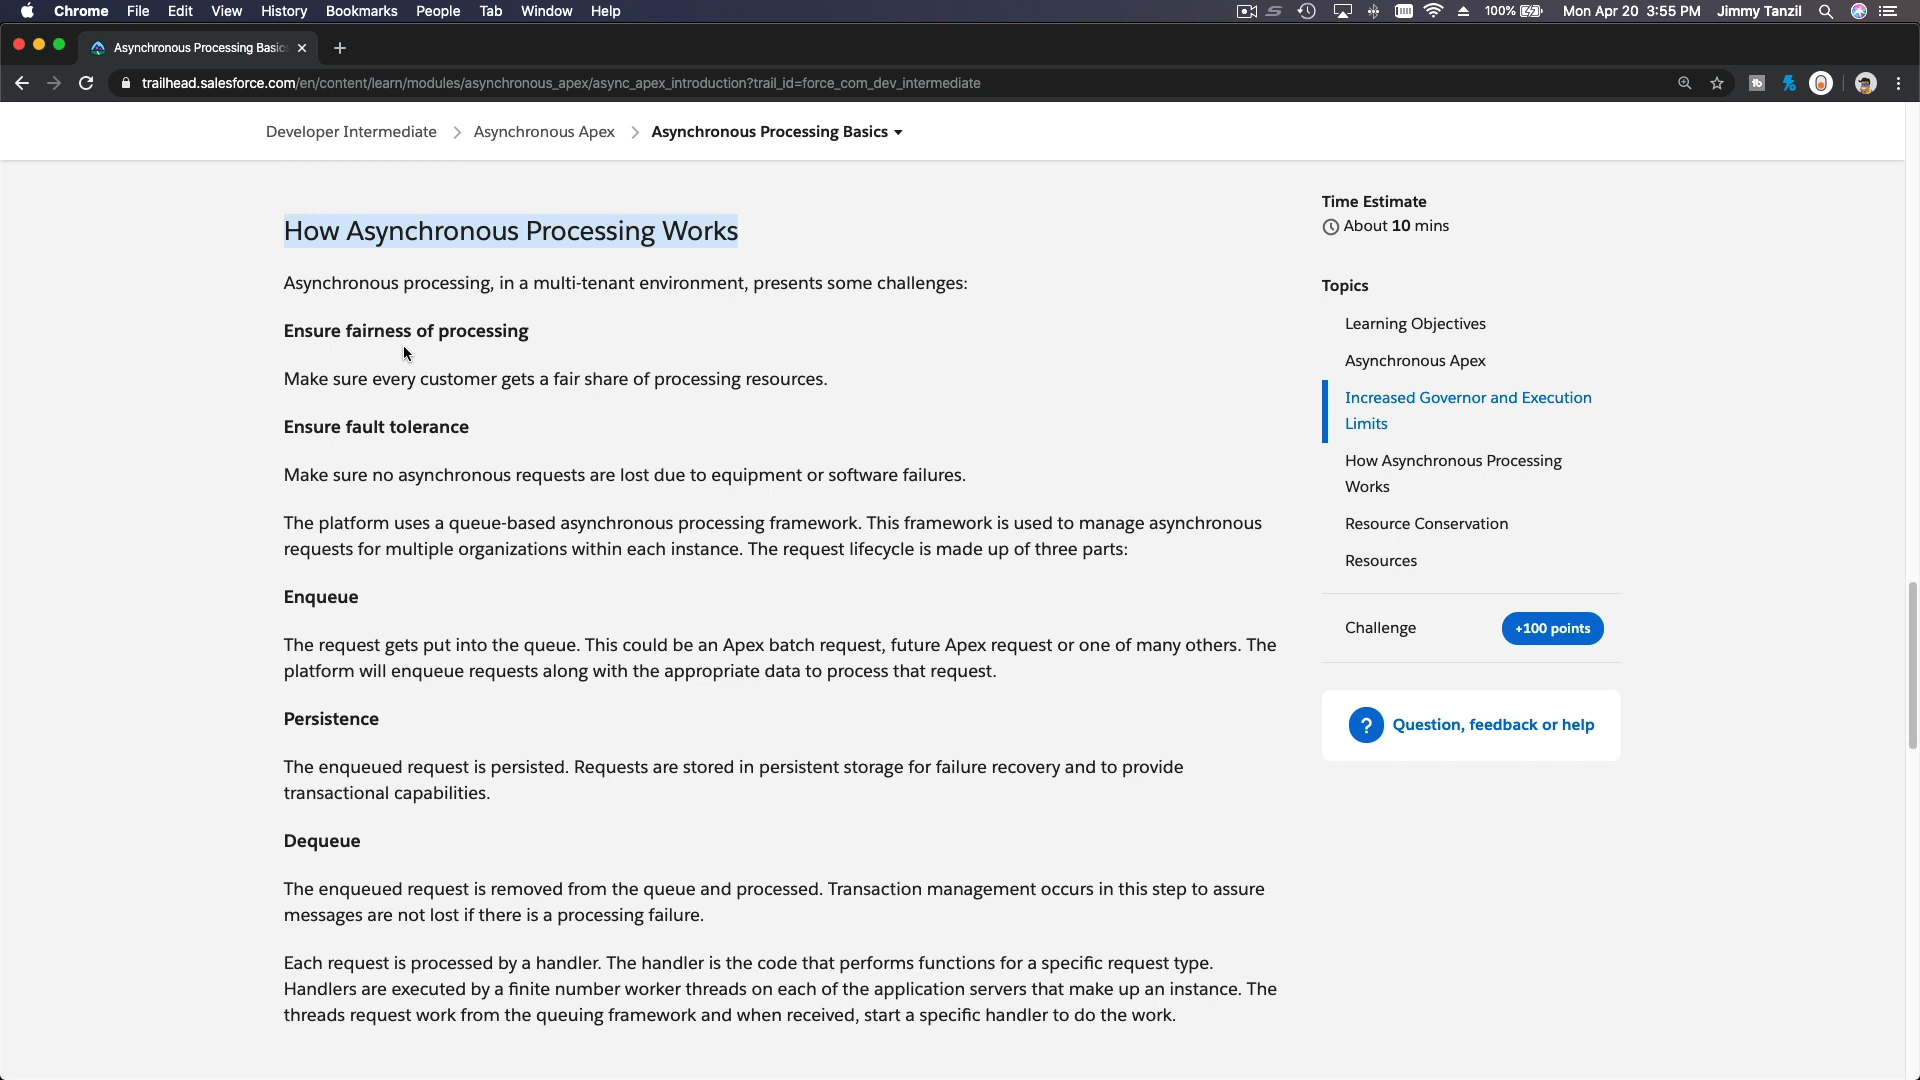 Chrome File Edit View History Bookmarks People Tab Window Help
100% Mon Apr 20 3:55 PM Jimmy Tanzil
Asynchronous Processing Basics
trailhead.salesforce.com/en/content/learn/modules/asynchronous_apex/async_apex_introduction?trail_id=force_com_dev_intermediate
Developer Intermediate > Asynchronous Apex > Asynchronous Processing Basics
How Asynchronous Processing Works
Asynchronous processing, in a multi-tenant environment, presents some challenges:
Ensure fairness of processing
Make sure every customer gets a fair share of processing resources.
Ensure fault tolerance
Make sure no asynchronous requests are lost due to equipment or software failures.
The platform uses a queue-based asynchronous processing framework. This framework is used to manage asynchronous
requests for multiple organizations within each instance. The request lifecycle is made up of three parts:
Enqueue
The request gets put into the queue. This could be an Apex batch request, future Apex request or one of many others. The
platform will enqueue requests along with the appropriate data to process that request.
Persistence
The enqueued request is persisted. Requests are stored in persistent storage for failure recovery and to provide
transactional capabilities.
Dequeue
The enqueued request is removed from the queue and processed. Transaction management occurs in this step to assure
messages are not lost if there is a processing failure.
Each request is processed by a handler. The handler is the code that performs functions for a specific request type.
Handlers are executed by a finite number worker threads on each of the application servers that make up an instance. The
threads request work from the queuing framework and when received, start a specific handler to do the work.
Time Estimate
About 10 mins
Topics
Learning Objectives
Asynchronous Apex
Increased Governor and Execution
Limits
How Asynchronous Processing
Works
Resource Conservation
Resources
Challenge
+100 points
? Question, feedback or help